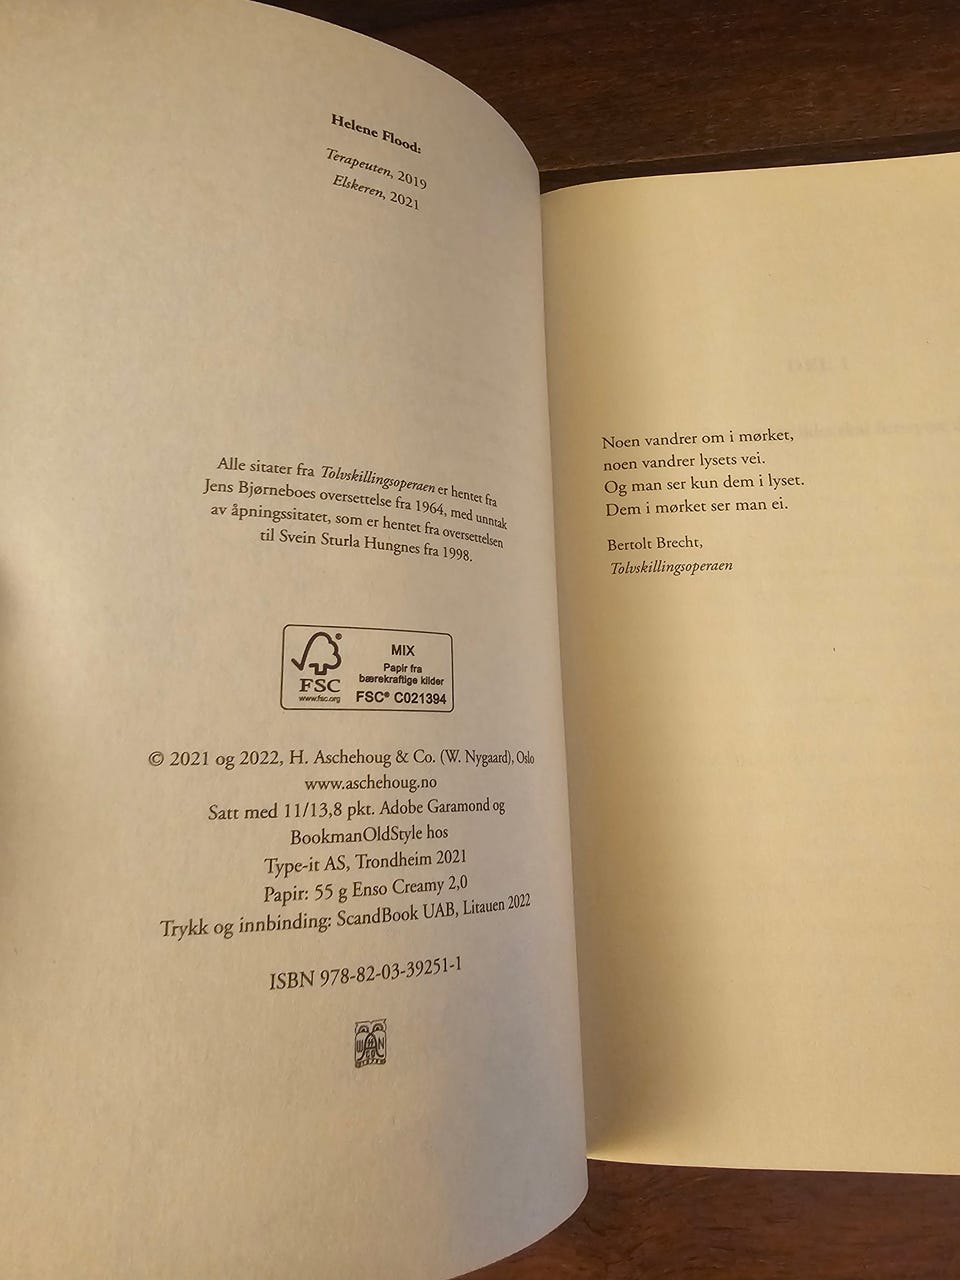 Helene Flood:
Terapeuten, 2019
Elskeren, 2021
Alle sitater fra Tolvskillingsoperaen er hentet fra
Jens Bjørneboes oversettelse fra 1964, med unntak
av åpningssitatet, som er hentet fra oversettelsen
til Svein Sturla Hungnes fra 1998.
FSC®
www.fsc.org
MIX
Papir fra
bærekraftige kilder
FSC® C021394
© 2021 og 2022, H. Aschehoug & Co. (W. Nygaard), Oslo
www.aschehoug.no
Satt med 11/13,8 pkt. Adobe Garamond og
BookmanOldStyle hos
Type-it AS, Trondheim 2021
Papir: 55 g Enso Creamy 2,0
Trykk og innbinding: ScandBook UAB, Litauen 2022
ISBN 978-82-03-39251-1
Noen vandrer om i mørket,
noen vandrer lysets vei.
Og man ser kun dem i lyset.
Dem i mørket ser man ei.
Bertolt Brecht,
Tolvskillingsoperaen
DEL I